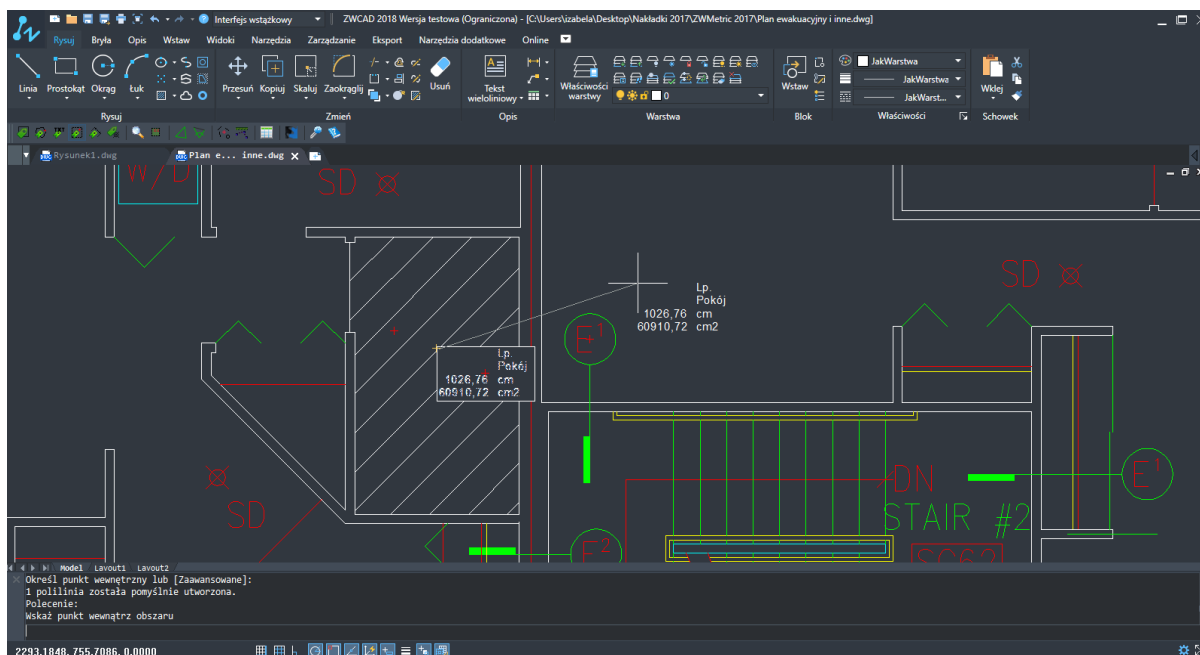 Interfejs wstążkowy
ZWCAD 2018 Wersja testowa (Ograniczona) - [C:\Users\izabela\Desktop\Nakładki 2017\ZWMetric 2017\Plan ewakuacyjny i inne.dwg]
Rysuj Bryła Opis Wstaw Widoki Narzędzia Zarządzanie Eksport Narzędzia dodatkowe Online
Linia Prostokąt Okrąg Łuk
Przesuń Kopiuj Skaluj Zaokrąglij
Usuń
Tekst
wieloliniowy
Właściwości
warstwy
0
Wstaw
JakWarstwa
JakWarstwa
JakWarst...
Wklej
Rysuj Zmień Opis Warstwa Blok Właściwości Schowek
Rysunek1.dwg
Plan e... inne.dwg
W/D
SD
SD
Lp.
Pokój
1026,76 cm
60910,72 cm2
E1
Lp.
Pokój
1026,76 cm
60910,72 cm2
SD
DN
E1
STAIR #2
E2
SC62
Model Layout1 Layout2
Określ punkt wewnętrzny lub [Zaawansowane]:
1 polilinia została pomyślnie utworzona.
Polecenie:
Wskaż punkt wewnątrz obszaru
2293.1848, 755.7086, 0.0000